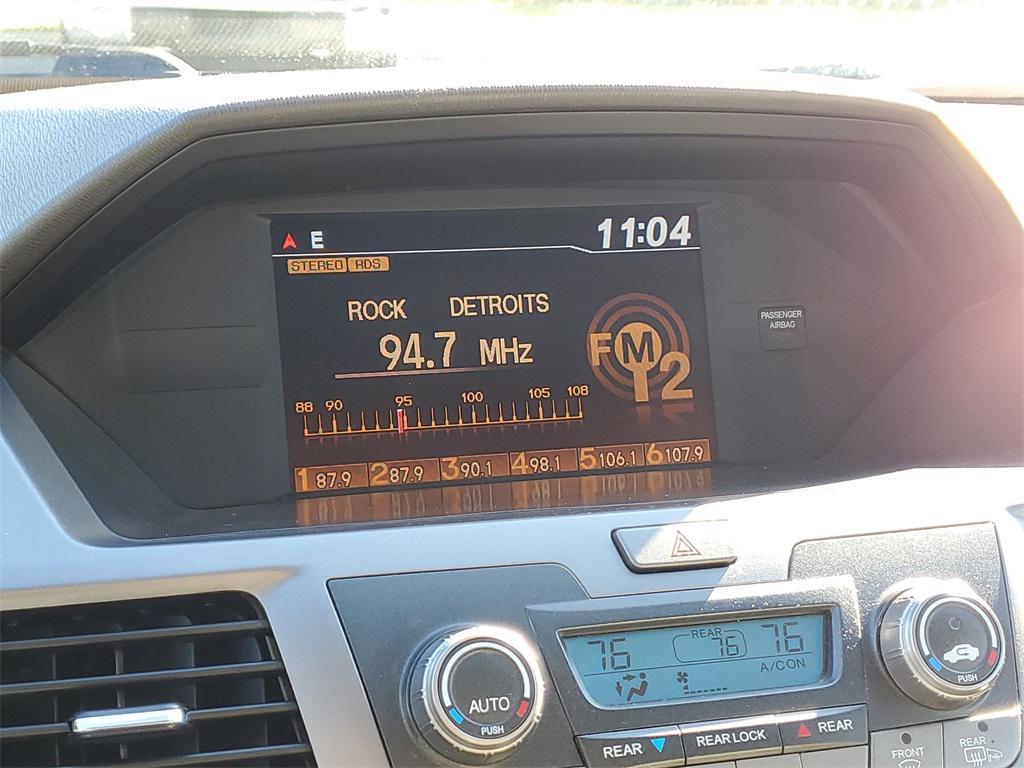 E 11:04
STEREO RDS
ROCK DETROITS
94.7 MHz
FM 2
88 90 95 100 105 108
1 87.9 2 87.9 3 90.1 4 98.1 5 106.1 6 107.9
PASSENGER
AIRBAG
76 REAR 76 76
A/CON
AUTO
PUSH
PUSH
REAR REAR LOCK REAR
FRONT REAR